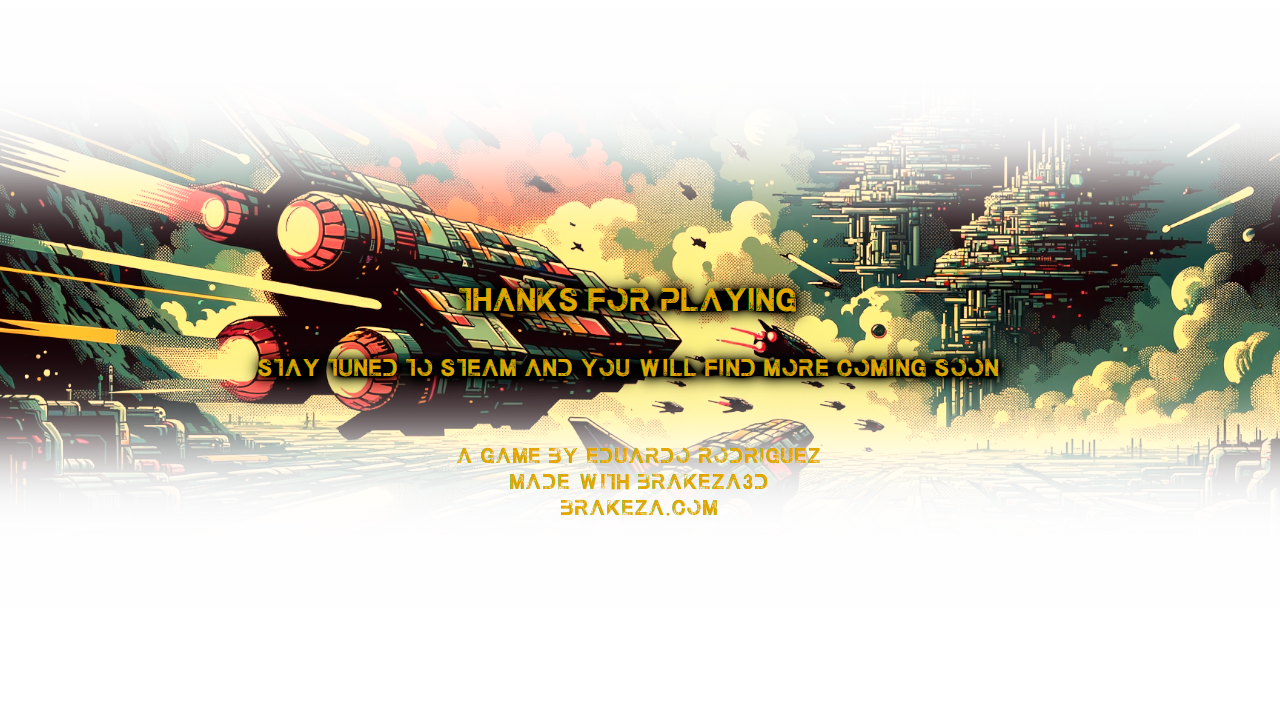 THANKS FOR PLAYING
STAY TUNED TO STEAM AND YOU WILL FIND MORE COMING SOON
A GAME BY EDUARDO RODRIGUEZ
MADE WITH BRAKEZA3D
BRAKEZA.COM